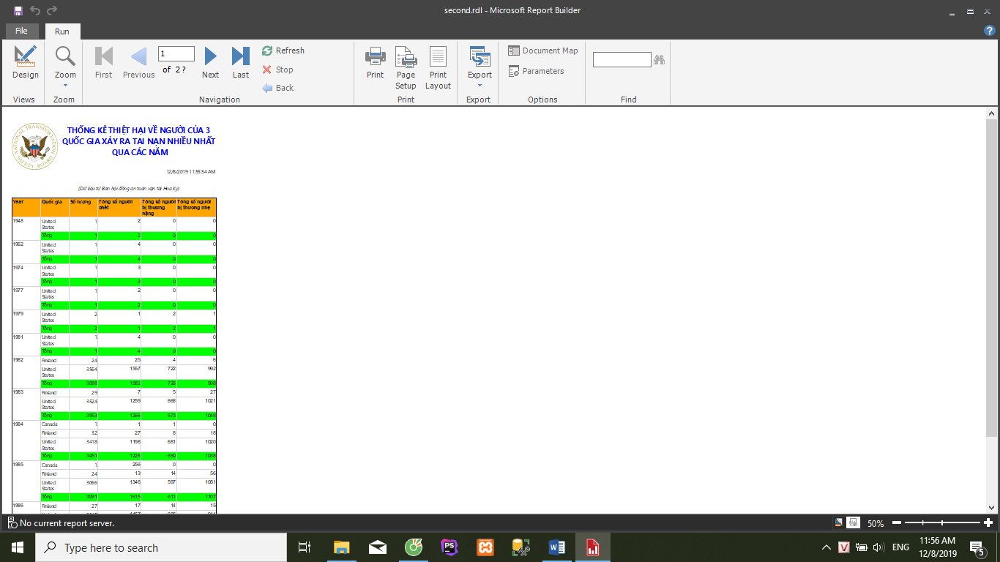 second.rdl - Microsoft Report Builder
File Run
Design Zoom First Previous 1 of 2 ? Next Last Refresh Stop Back Print Page Setup Print Layout Export Document Map Parameters
Views Zoom Navigation Print Export Options Find
NATIONAL TRANSPORTATION SAFETY BOARD
THỐNG KÊ THIỆT HẠI VỀ NGƯỜI CỦA 3
QUỐC GIA XẢY RA TAI NẠN NHIỀU NHẤT
QUA CÁC NĂM
12/8/2019 11:55:54 AM
(Dữ liệu từ Ban hội đồng an toàn vận tải Hoa Kỳ)
Year Quốc gia Số lượng Tổng số người chết Tổng số người bị thương nặng Tổng số người bị thương nhẹ
1948 United States 1 2 0 0
Tổng 1 2 0 0
1962 United States 1 4 0 0
Tổng 1 4 0 0
1974 United States 1 3 0 0
Tổng 1 3 0 0
1977 United States 1 2 0 0
Tổng 1 2 0 0
1979 United States 2 1 2 1
Tổng 2 1 2 1
1981 United States 1 4 0 0
Tổng 1 4 0 0
1982 Finland 24 25 4 6
United States 3564 1557 722 992
Tổng 3588 1582 726 998
1983 Finland 29 7 5 27
United States 3524 1259 668 1021
Tổng 3553 1266 673 1048
1984 Canada 1 1 1 0
Finland 32 27 8 18
United States 3418 1198 681 1020
Tổng 3451 1226 690 1038
1985 Canada 1 256 0 0
Finland 24 13 14 56
United States 3066 1346 597 1051
Tổng 3091 1615 611 1107
1986 Finland 27 17 14 15
No current report server. 50%
Type here to search
PS W V ENG
11:56 AM
12/8/2019
5